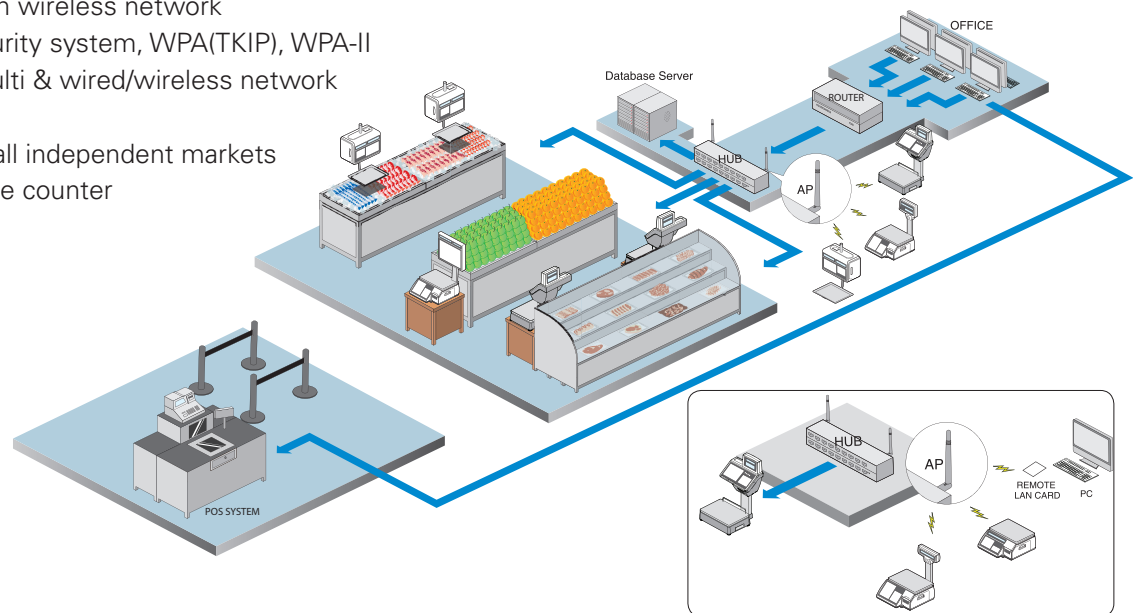 n wireless network
urity system, WPA(TKIP), WPA-II
ulti & wired/wireless network
all independent markets
e counter
OFFICE
Database Server
ROUTER
HUB
AP
POS SYSTEM
HUB
AP
REMOTE
LAN CARD
PC